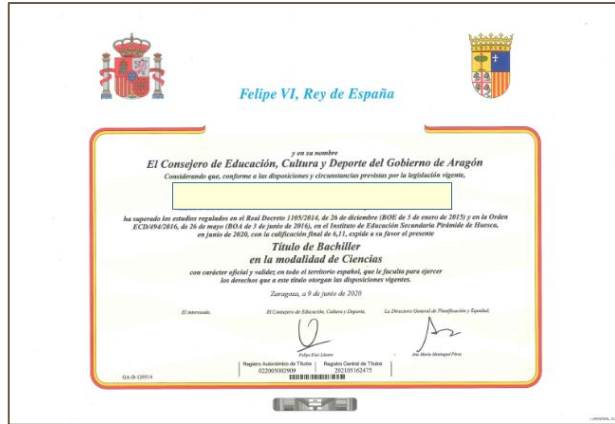 Felipe VI, Rey de España
y en su nombre
El Consejero de Educación, Cultura y Deporte del Gobierno de Aragón
Considerando que, conforme a las disposiciones y circunstancias previstas por la legislación vigente,
ha superado los estudios regulados en el Real Decreto 1105/2014, de 26 de diciembre (BOE de 3 de enero de 2015) y en la Orden
ECD/494/2016, de 26 de mayo (BOA de 3 de junio de 2016), en el Instituto de Educación Secundaria Pirámide de Huesca,
en junio de 2020, con la calificación final de 6,11, expide a su favor el presente
Título de Bachiller
en la modalidad de Ciencias
con carácter oficial y validez en todo el territorio español, que le faculta para ejercer
los derechos que a este título otorgan las disposiciones vigentes.
Zaragoza, a 9 de junio de 2020
El interesado, El Consejero de Educación, Cultura y Deporte, La Directora General de Planificación y Equidad,
Felipe Faci Lázaro Ana María Montagud Pérez
Registro Autonómico de Títulos Registro Central de Títulos
022005002909 202105162475